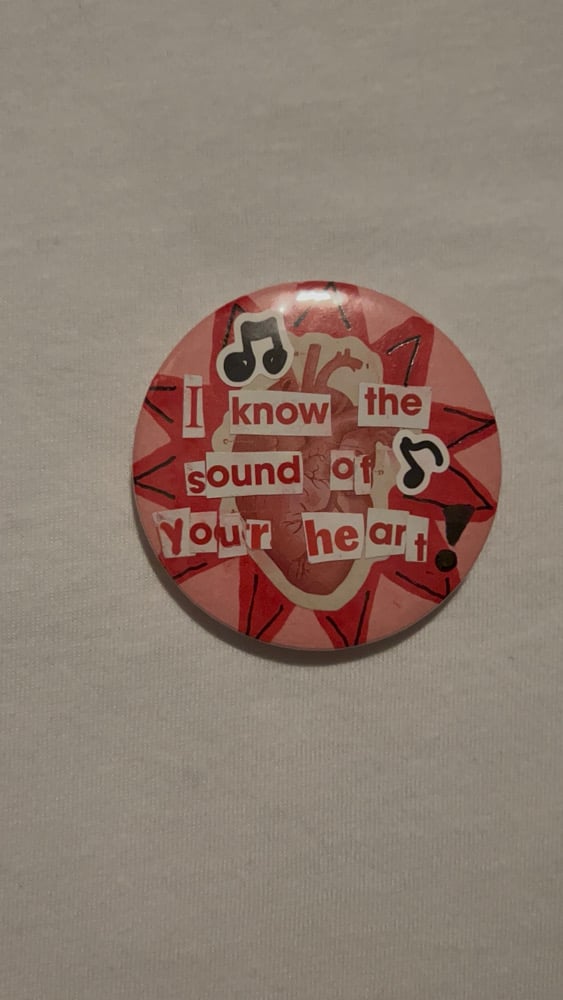 I know the
sound of
Your heart!